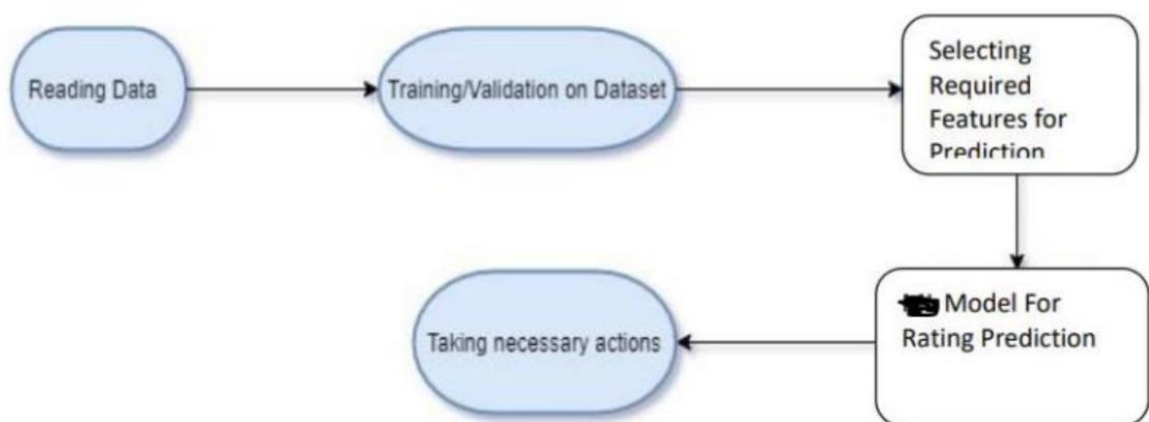 Reading Data
Training/Validation on Dataset
Selecting
Required
Features for
Prediction
Model For
Rating Prediction
Taking necessary actions